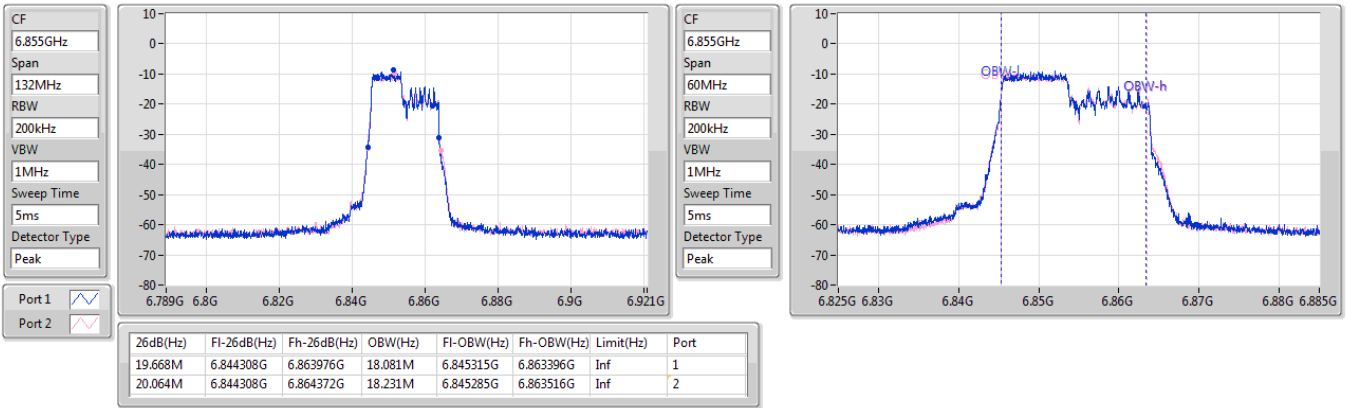 CF
6.855GHz
Span
132MHz
RBW
200kHz
VBW
1MHz
Sweep Time
5ms
Detector Type
Peak
Port 1
Port 2
10
0
-10
-20
-30
-40
-50
-60
-70
-80
6.789G 6.8G 6.82G 6.84G 6.86G 6.88G 6.9G 6.921G
CF
6.855GHz
Span
60MHz
RBW
200kHz
VBW
1MHz
Sweep Time
5ms
Detector Type
Peak
10
0
-10
-20
-30
-40
-50
-60
-70
-80
OBW-l
OBW-h
6.825G 6.83G 6.84G 6.85G 6.86G 6.87G 6.88G 6.885G
26dB(Hz) Fl-26dB(Hz) Fh-26dB(Hz) OBW(Hz) Fl-OBW(Hz) Fh-OBW(Hz) Limit(Hz) Port
19.668M 6.844308G 6.863976G 18.081M 6.845315G 6.863396G Inf 1
20.064M 6.844308G 6.864372G 18.231M 6.845285G 6.863516G Inf 2